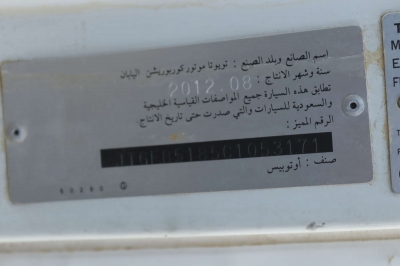 اسم الصانع وبلد الصنع : تويوتا موتور كوربوريشن اليابان
سنة وشهر الانتاج : 2012.08
تطابق هذه السيارة جميع المواصفات القياسية الخليجية
والسعودية للسيارات والتي صدرت حتى تاريخ الانتاج.
الرقم المميز :
صنف : أوتوبيس